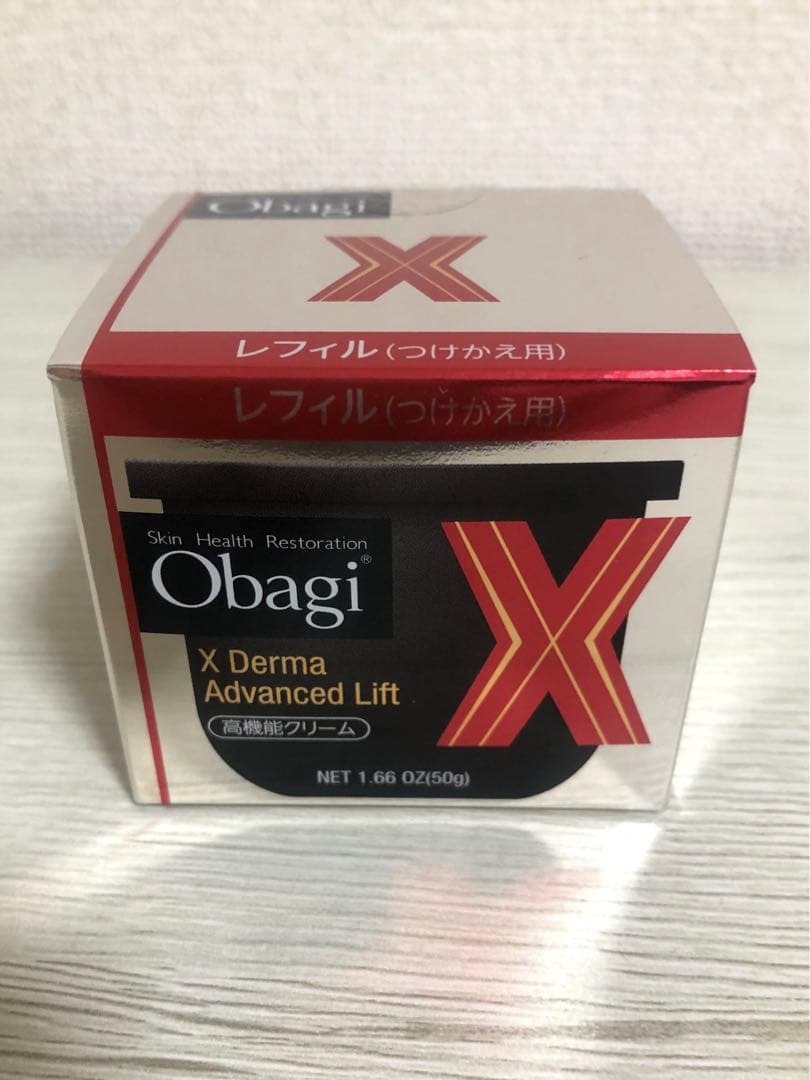 Obagi
X
レフィル(つけかえ用)
レフィル(つけかえ用)
Skin Health Restoration
Obagi®
X
X Derma
Advanced Lift
高機能クリーム
NET 1.66 OZ(50g)